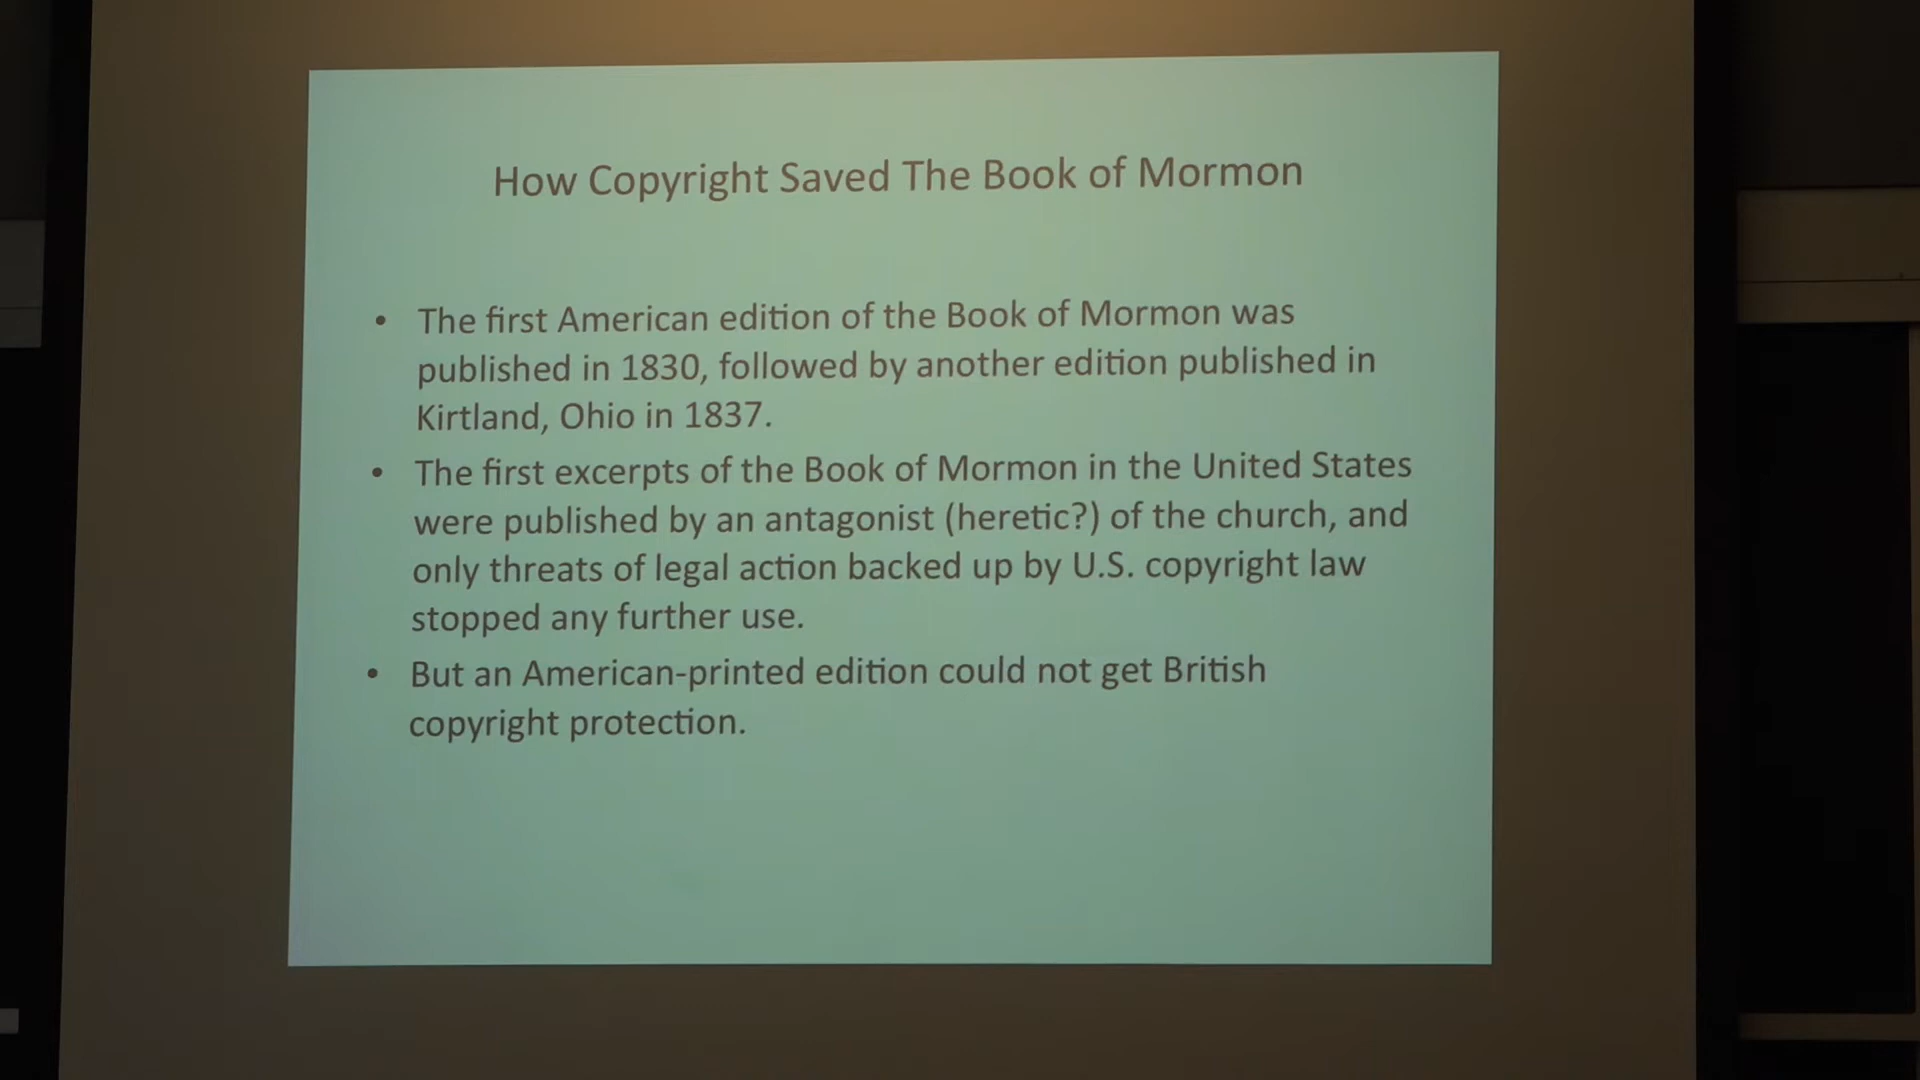 How Copyright Saved The Book of Mormon
• The first American edition of the Book of Mormon was
published in 1830, followed by another edition published in
Kirtland, Ohio in 1837.
• The first excerpts of the Book of Mormon in the United States
were published by an antagonist (heretic?) of the church, and
only threats of legal action backed up by U.S. copyright law
stopped any further use.
• But an American-printed edition could not get British
copyright protection.